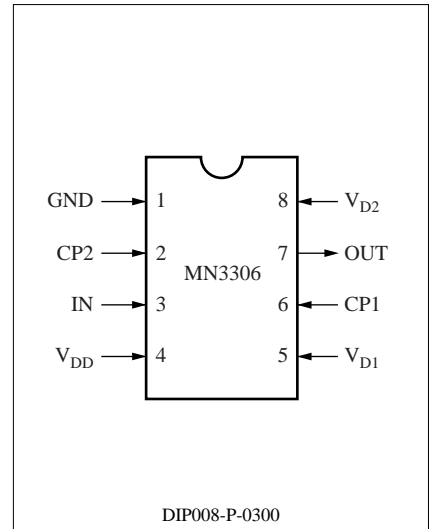 GND 1 8 V_D2
CP2 2 7 OUT
MN3306
IN 3 6 CP1
V_DD 4 5 V_D1
DIP008-P-0300